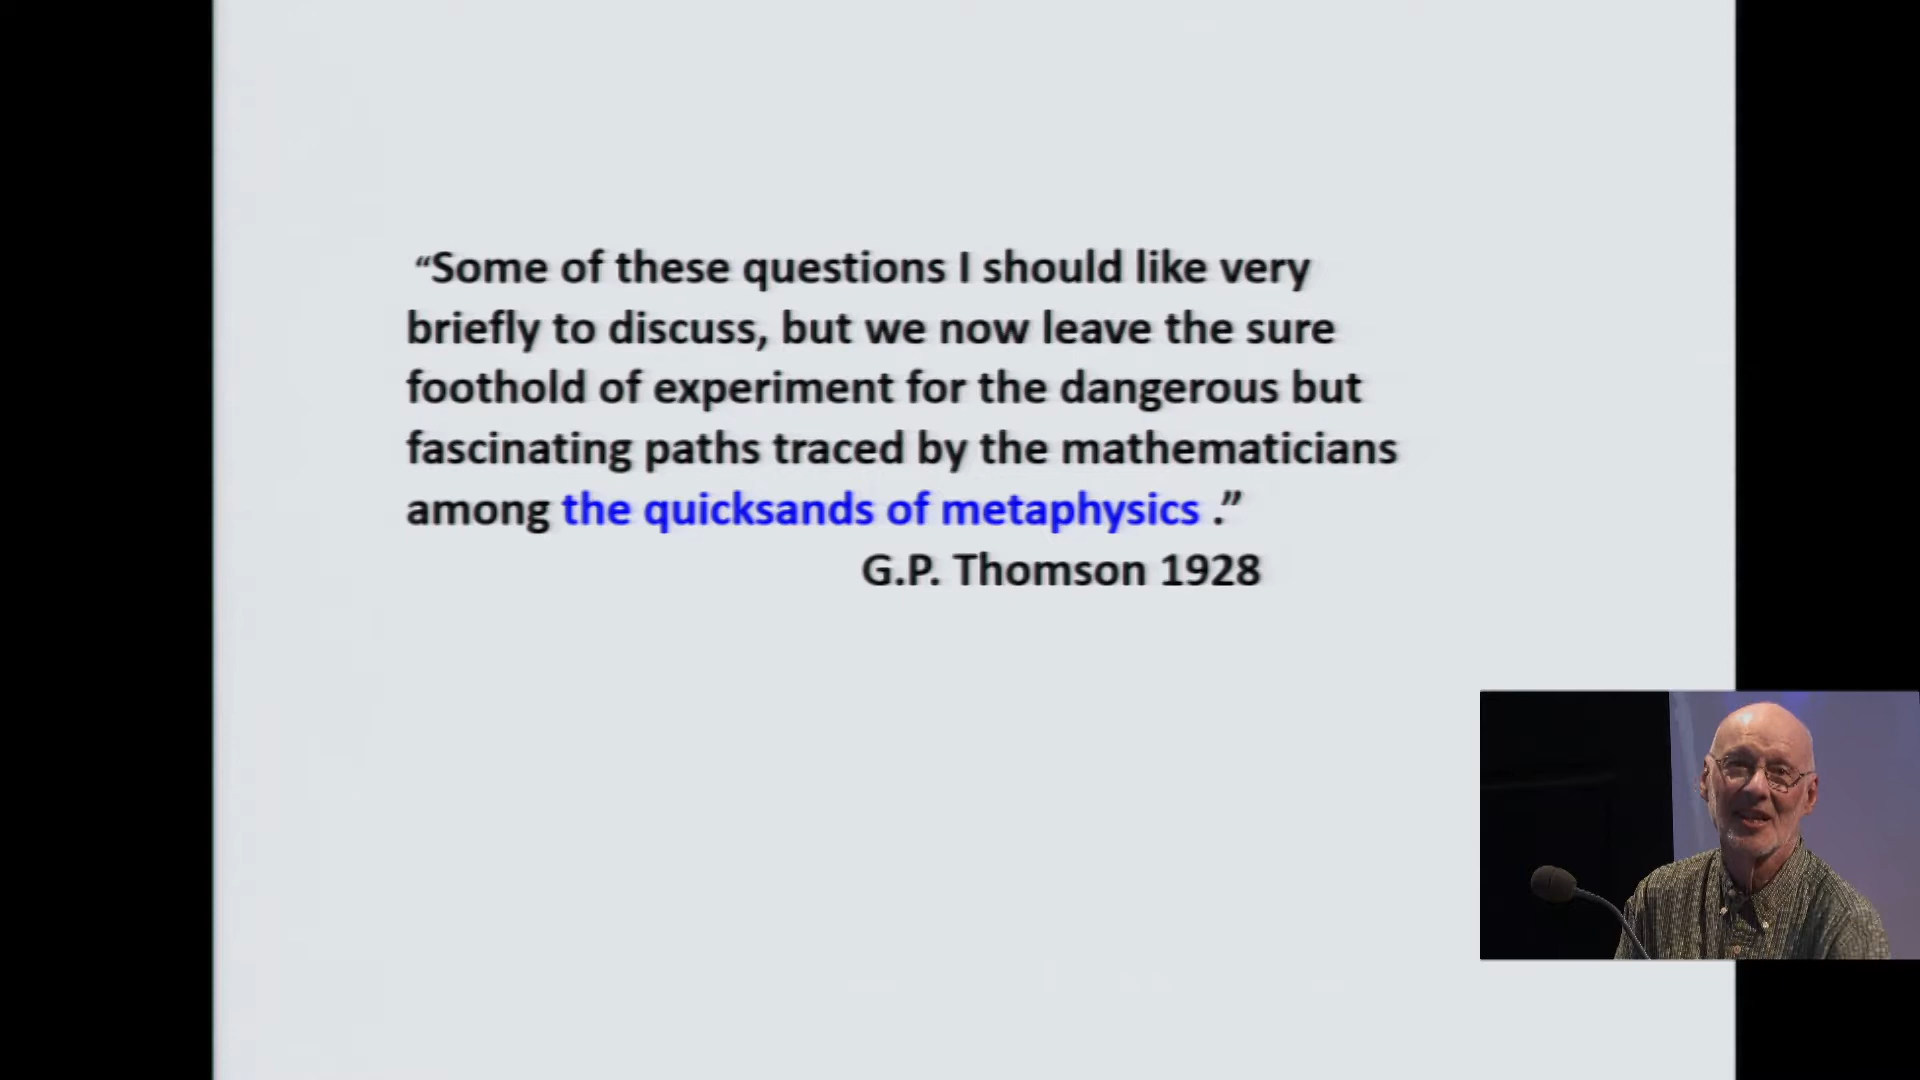 “Some of these questions I should like very
briefly to discuss, but we now leave the sure
foothold of experiment for the dangerous but
fascinating paths traced by the mathematicians
among the quicksands of metaphysics .”
G.P. Thomson 1928